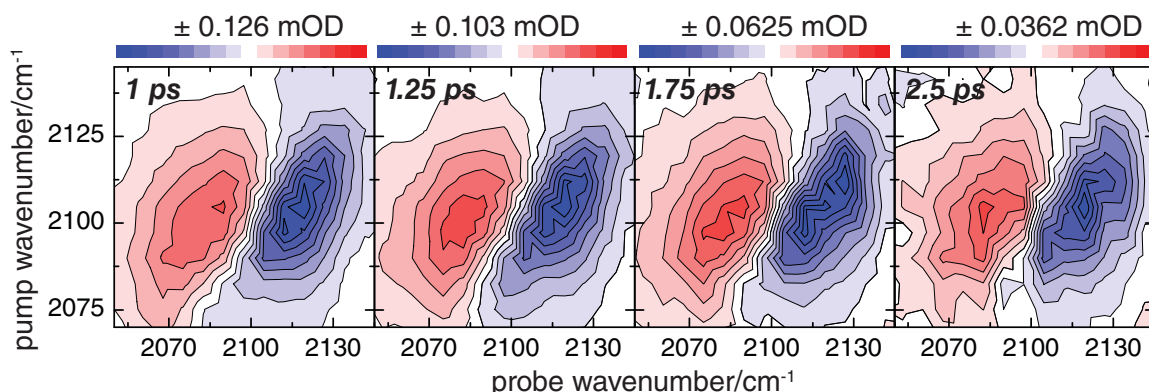 ± 0.126 mOD ± 0.103 mOD ± 0.0625 mOD ± 0.0362 mOD
1 ps 1.25 ps 1.75 ps 2.5 ps
pump wavenumber/cm⁻¹
2125
2100
2075
2070 2100 2130 2070 2100 2130 2070 2100 2130 2070 2100 2130
probe wavenumber/cm⁻¹